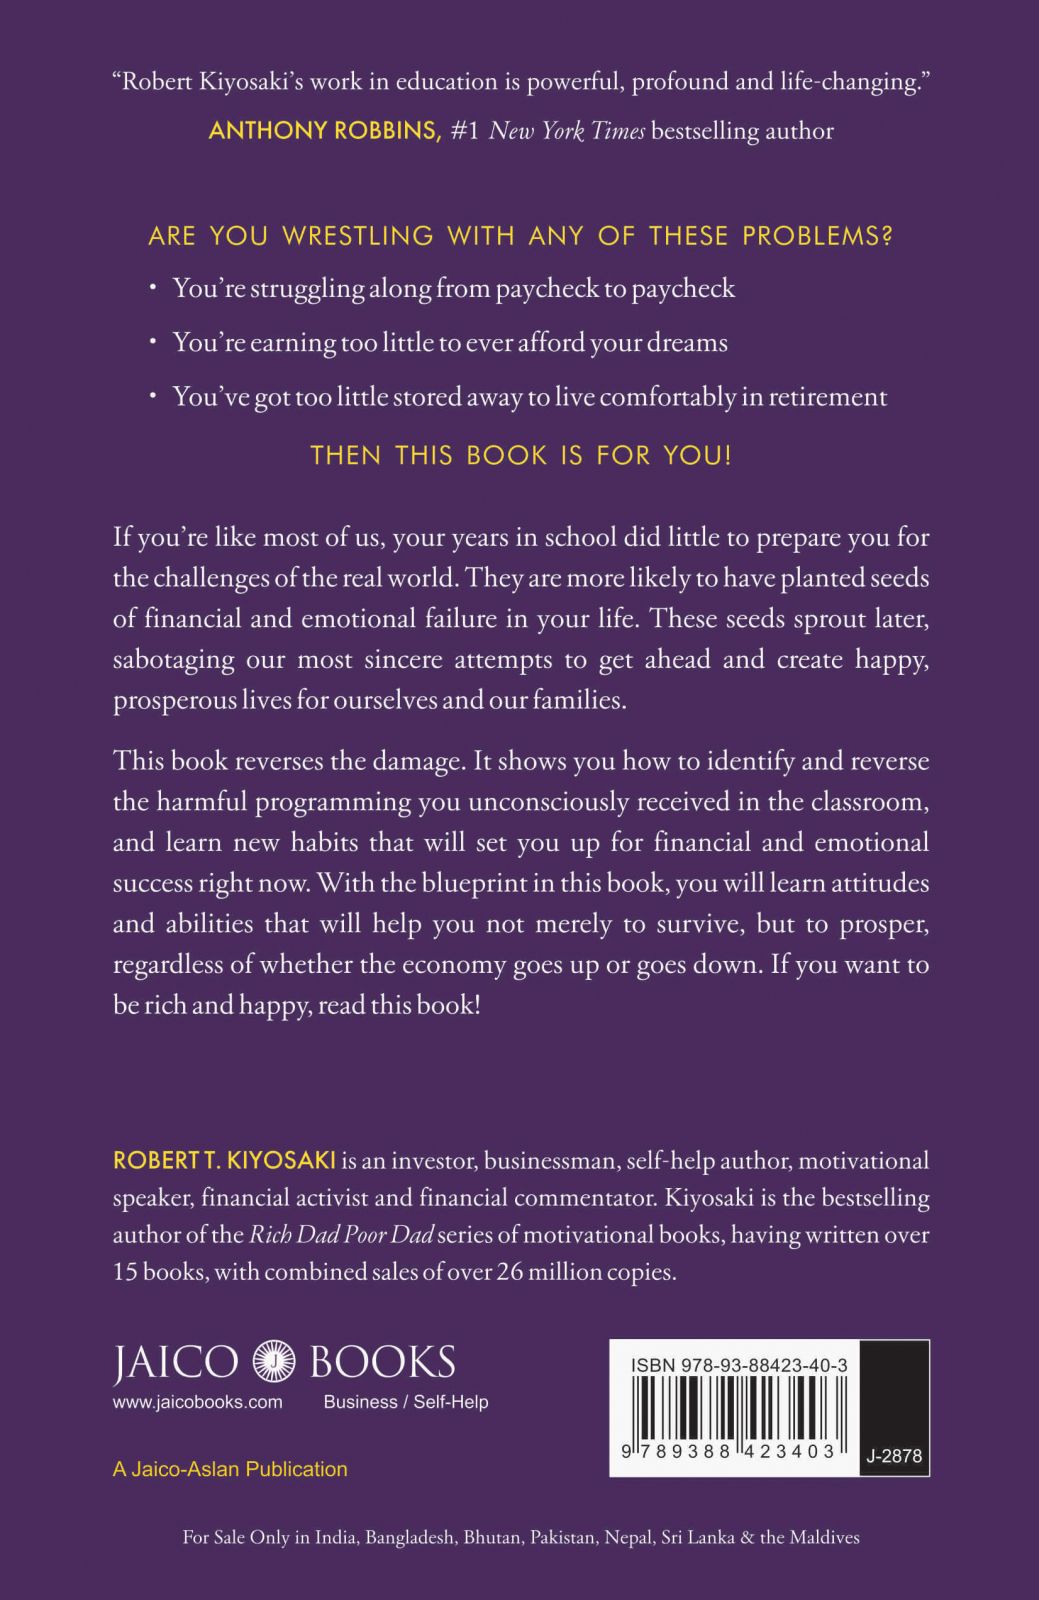 “Robert Kiyosaki’s work in education is powerful, profound and life-changing.”
ANTHONY ROBBINS, #1 New York Times bestselling author
ARE YOU WRESTLING WITH ANY OF THESE PROBLEMS?
• You’re struggling along from paycheck to paycheck
• You’re earning too little to ever afford your dreams
• You’ve got too little stored away to live comfortably in retirement
THEN THIS BOOK IS FOR YOU!
If you’re like most of us, your years in school did little to prepare you for
the challenges of the real world. They are more likely to have planted seeds
of financial and emotional failure in your life. These seeds sprout later,
sabotaging our most sincere attempts to get ahead and create happy,
prosperous lives for ourselves and our families.
This book reverses the damage. It shows you how to identify and reverse
the harmful programming you unconsciously received in the classroom,
and learn new habits that will set you up for financial and emotional
success right now. With the blueprint in this book, you will learn attitudes
and abilities that will help you not merely to survive, but to prosper,
regardless of whether the economy goes up or goes down. If you want to
be rich and happy, read this book!
ROBERT T. KIYOSAKI is an investor, businessman, self-help author, motivational
speaker, financial activist and financial commentator. Kiyosaki is the bestselling
author of the Rich Dad Poor Dad series of motivational books, having written over
15 books, with combined sales of over 26 million copies.
JAICO J BOOKS
www.jaicobooks.com Business / Self-Help
A Jaico-Aslan Publication
ISBN 978-93-88423-40-3
9 789388 423403
J-2878
For Sale Only in India, Bangladesh, Bhutan, Pakistan, Nepal, Sri Lanka & the Maldives